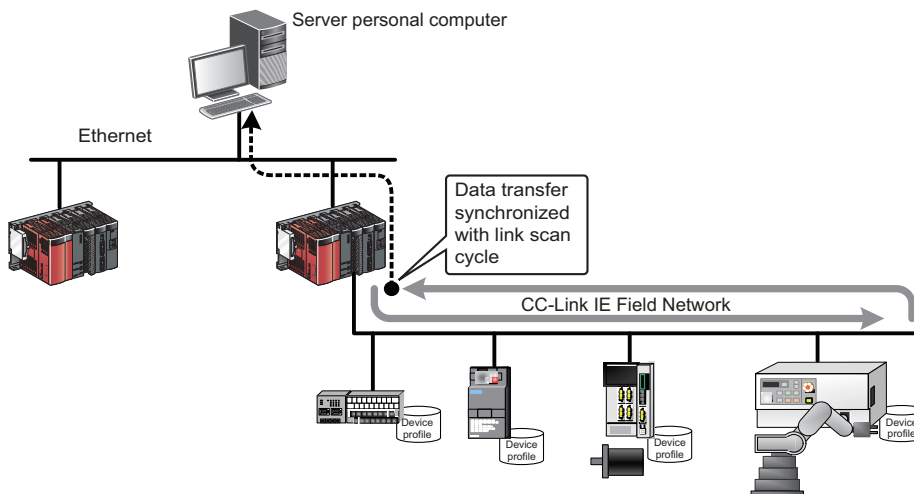 Server personal computer
Ethernet
Data transfer
synchronized
with link scan
cycle
CC-Link IE Field Network
Device
profile
Device
profile
Device
profile
Device
profile